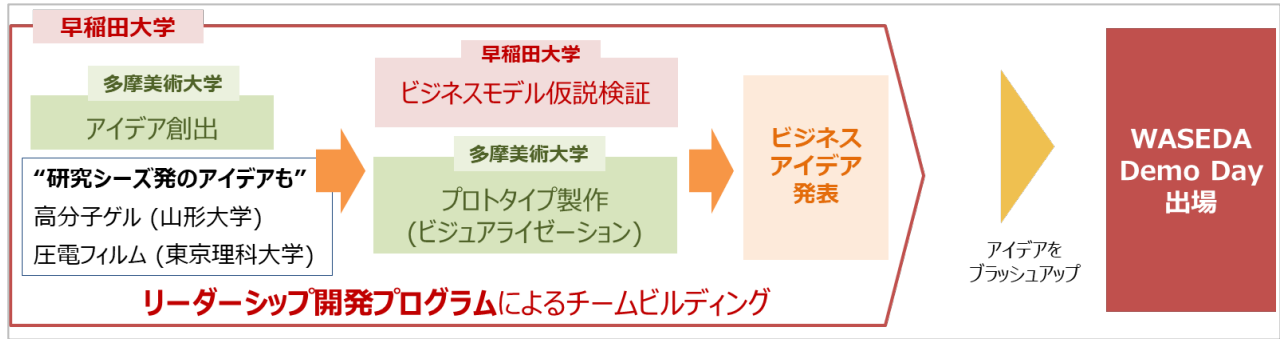 早稲田大学
多摩美術大学
アイデア創出
“研究シーズ発のアイデアも”
高分子ゲル (山形大学)
圧電フィルム (東京理科大学)
早稲田大学
ビジネスモデル仮説検証
多摩美術大学
プロトタイプ製作
(ビジュアライゼーション)
ビジネス
アイデア
発表
リーダーシップ開発プログラムによるチームビルディング
アイデアを
ブラッシュアップ
WASEDA
Demo Day
出場